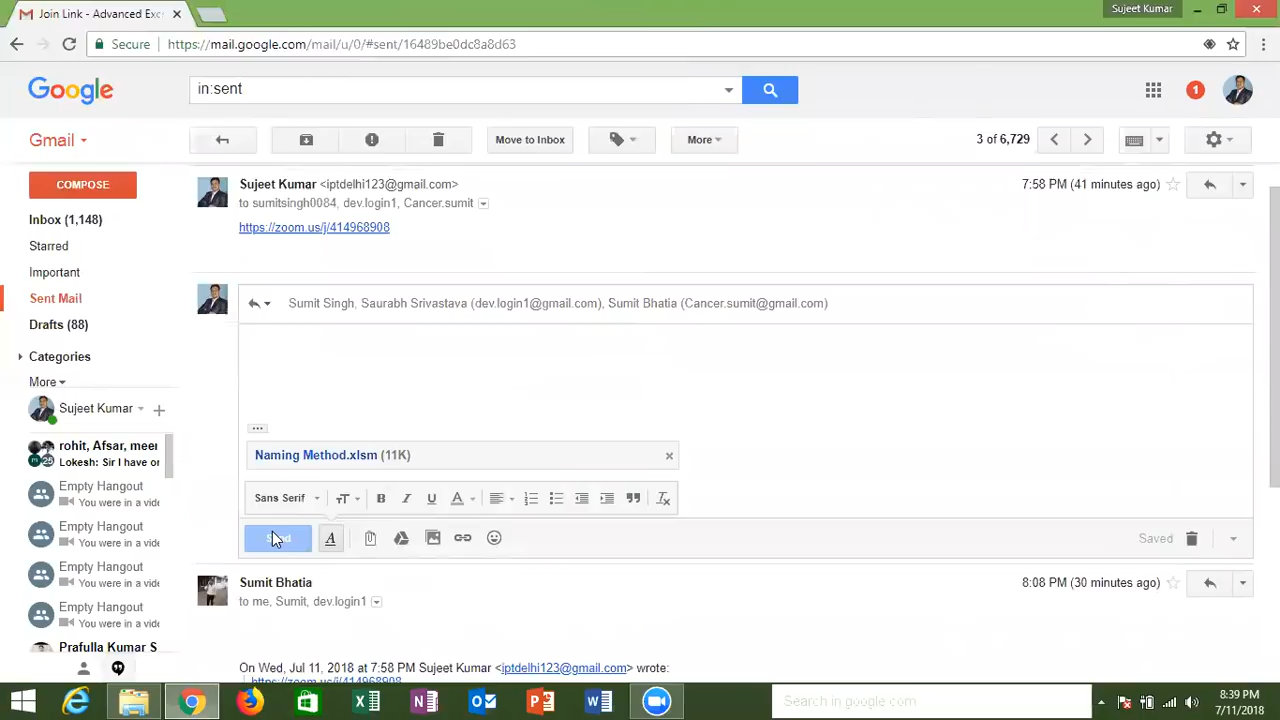 Join Link - Advanced Exc
Sujeet Kumar
Secure
https://mail.google.com/mail/u/0/#sent/16489be0dc8a8d63
Google
in:sent
1
Gmail
Move to Inbox
More
3 of 6,729
COMPOSE
Inbox (1,148)
Starred
Important
Sent Mail
Drafts (88)
Categories
More
Sujeet Kumar
rohit, Afsar, meer
Lokesh: Sir I have or
25
Empty Hangout
You were in a vide
Empty Hangout
You were in a vide
Empty Hangout
You were in a vide
Empty Hangout
You were in a vide
Prafulla Kumar S
Sujeet Kumar <iptdelhi123@gmail.com>
7:58 PM (41 minutes ago)
to sumitsingh0084, dev.login1, Cancer.sumit
https://zoom.us/j/414968908
Sumit Singh, Saurabh Srivastava (dev.login1@gmail.com), Sumit Bhatia (Cancer.sumit@gmail.com)
Naming Method.xlsm (11K)
Sans Serif
Send
Saved
Sumit Bhatia
8:08 PM (30 minutes ago)
to me, Sumit, dev.login1
On Wed, Jul 11, 2018 at 7:58 PM Sujeet Kumar <iptdelhi123@gmail.com> wrote:
https://zoom.us/j/414968908
Search in google.com
8:39 PM
7/11/2018